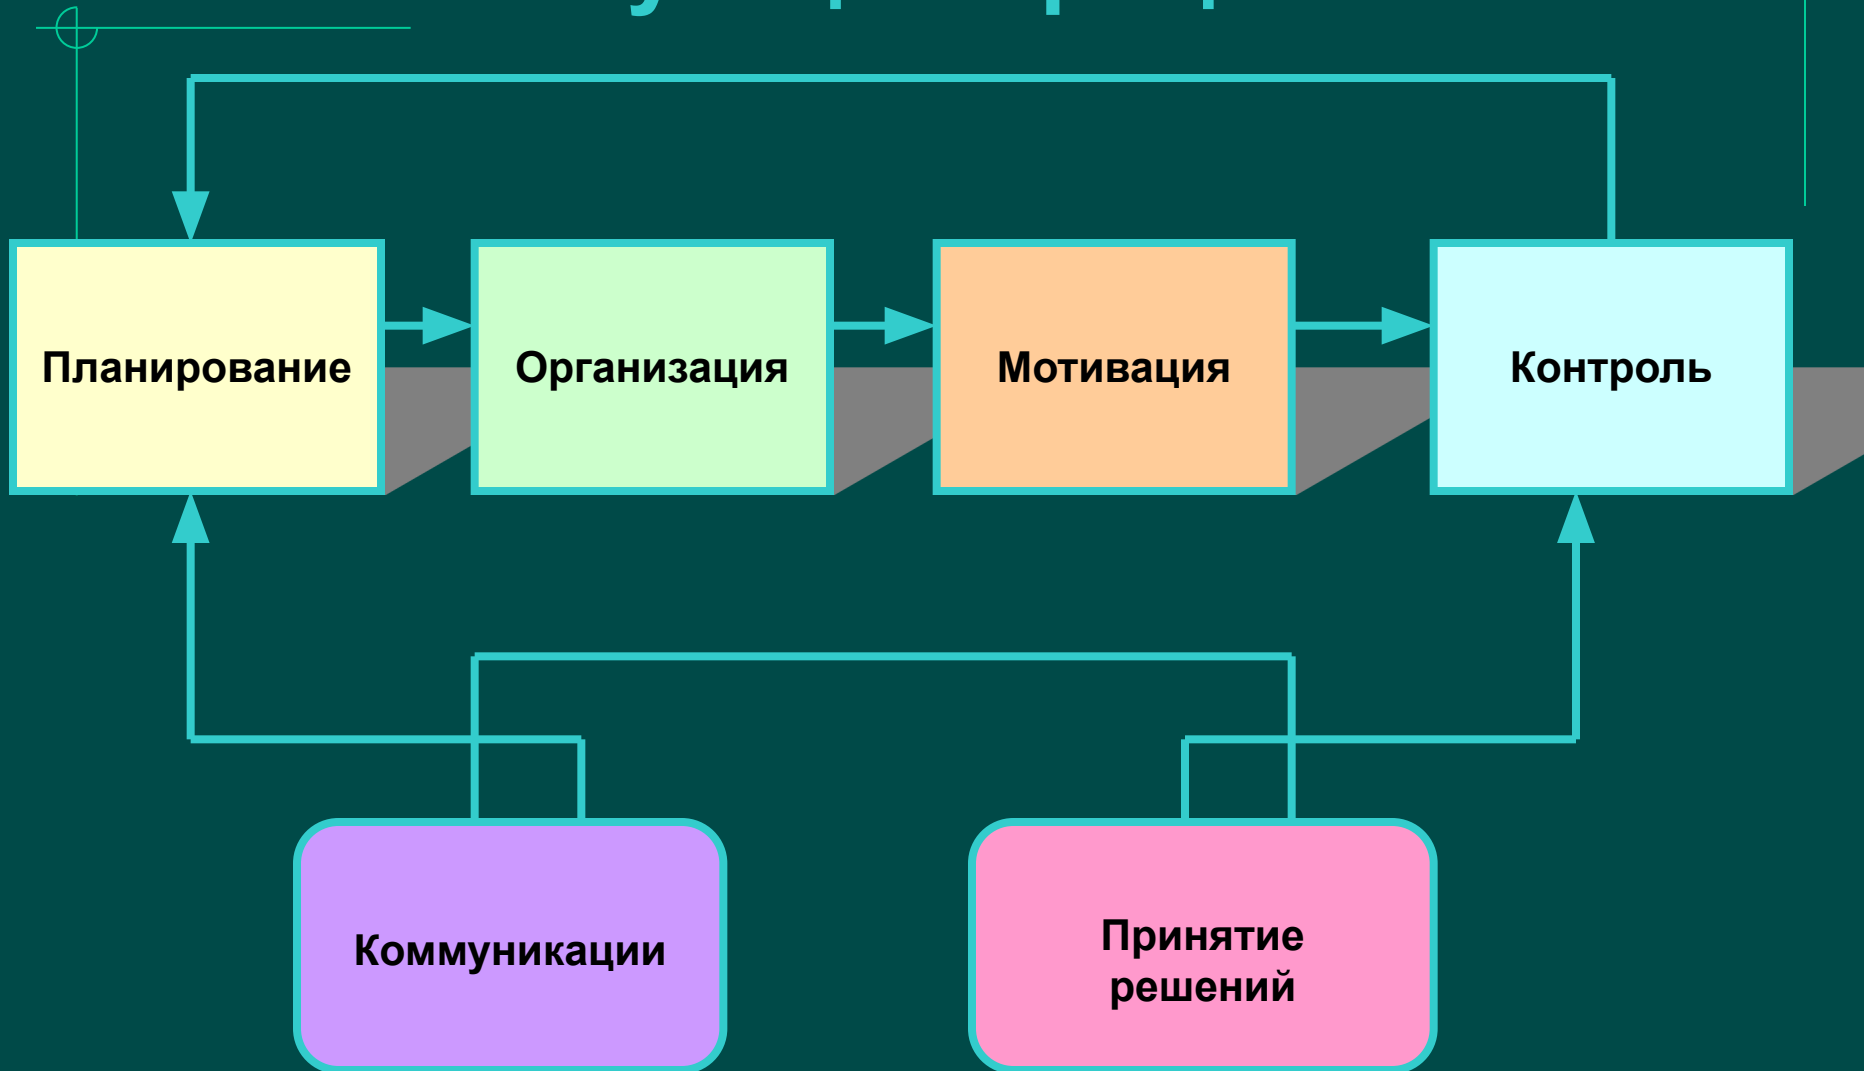 Планирование
Организация
Мотивация
Контроль
Коммуникации
Принятие
решений